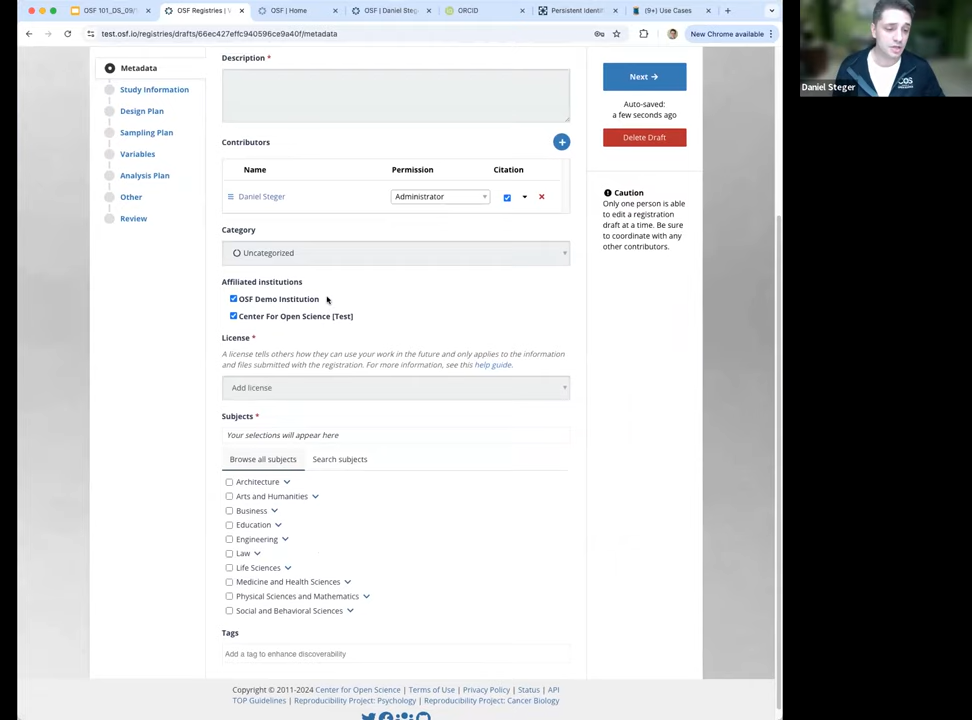 OSF 101_DS_09/
OSF Registries | 
OSF | Home
OSF | Daniel Steg
ORCID
Persistent Identif
(9+) Use Cases
test.osf.io/registries/drafts/66ec427effc940596ce9a40f/metadata
New Chrome available
Daniel Steger
Metadata
Study Information
Design Plan
Sampling Plan
Variables
Analysis Plan
Other
Review
Description *
Contributors
Name Permission Citation
Daniel Steger Administrator
Category
Uncategorized
Affiliated institutions
OSF Demo Institution
Center For Open Science [Test]
License *
A license tells others how they can use your work in the future and only applies to the information
and files submitted with the registration. For more information, see this help guide.
Add license
Subjects *
Your selections will appear here
Browse all subjects Search subjects
Architecture
Arts and Humanities
Business
Education
Engineering
Law
Life Sciences
Medicine and Health Sciences
Physical Sciences and Mathematics
Social and Behavioral Sciences
Tags
Add a tag to enhance discoverability
Next
Auto-saved:
a few seconds ago
Delete Draft
Caution
Only one person is able
to edit a registration
draft at a time. Be sure
to coordinate with any
other contributors.
Copyright © 2011-2024 Center for Open Science | Terms of Use | Privacy Policy | Status | API
TOP Guidelines | Reproducibility Project: Psychology | Reproducibility Project: Cancer Biology